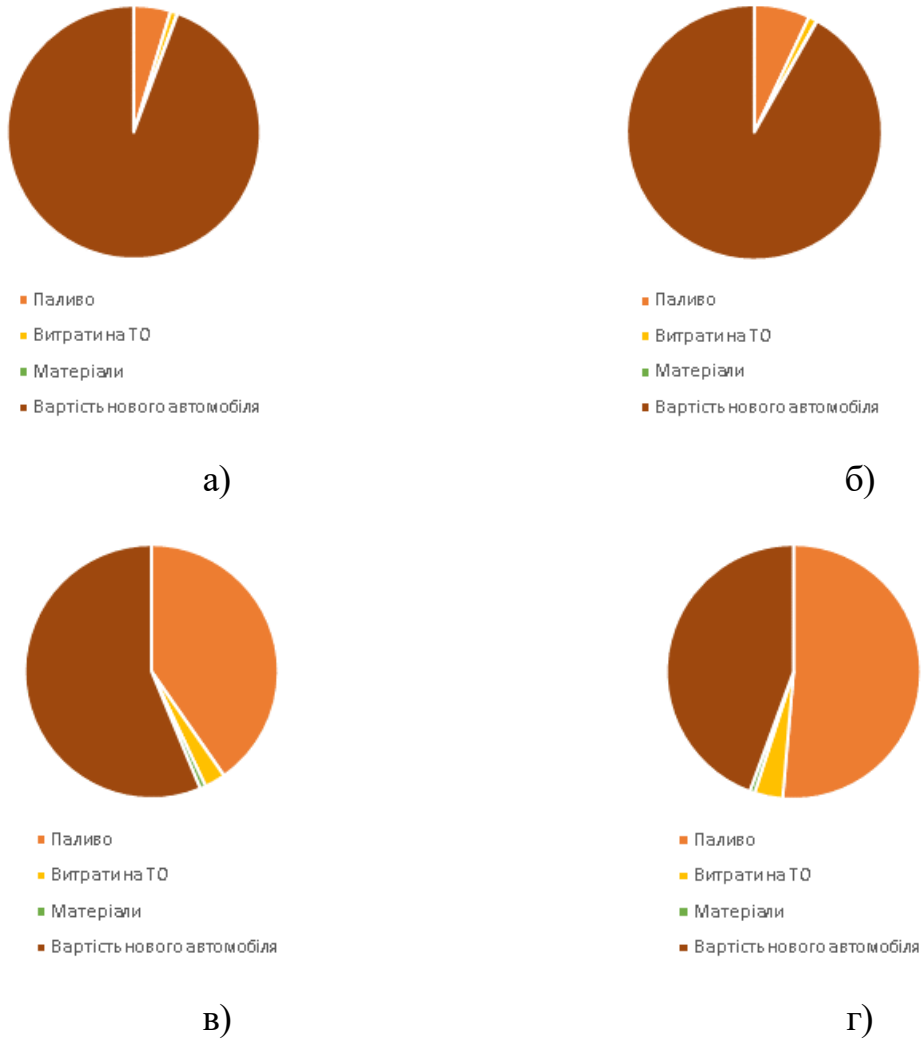 Паливо
Витрати на ТО
Матеріали
Вартість нового автомобіля
а)
Паливо
Витрати на ТО
Матеріали
Вартість нового автомобіля
б)
Паливо
Витрати на ТО
Матеріали
Вартість нового автомобіля
в)
Паливо
Витрати на ТО
Матеріали
Вартість нового автомобіля
г)